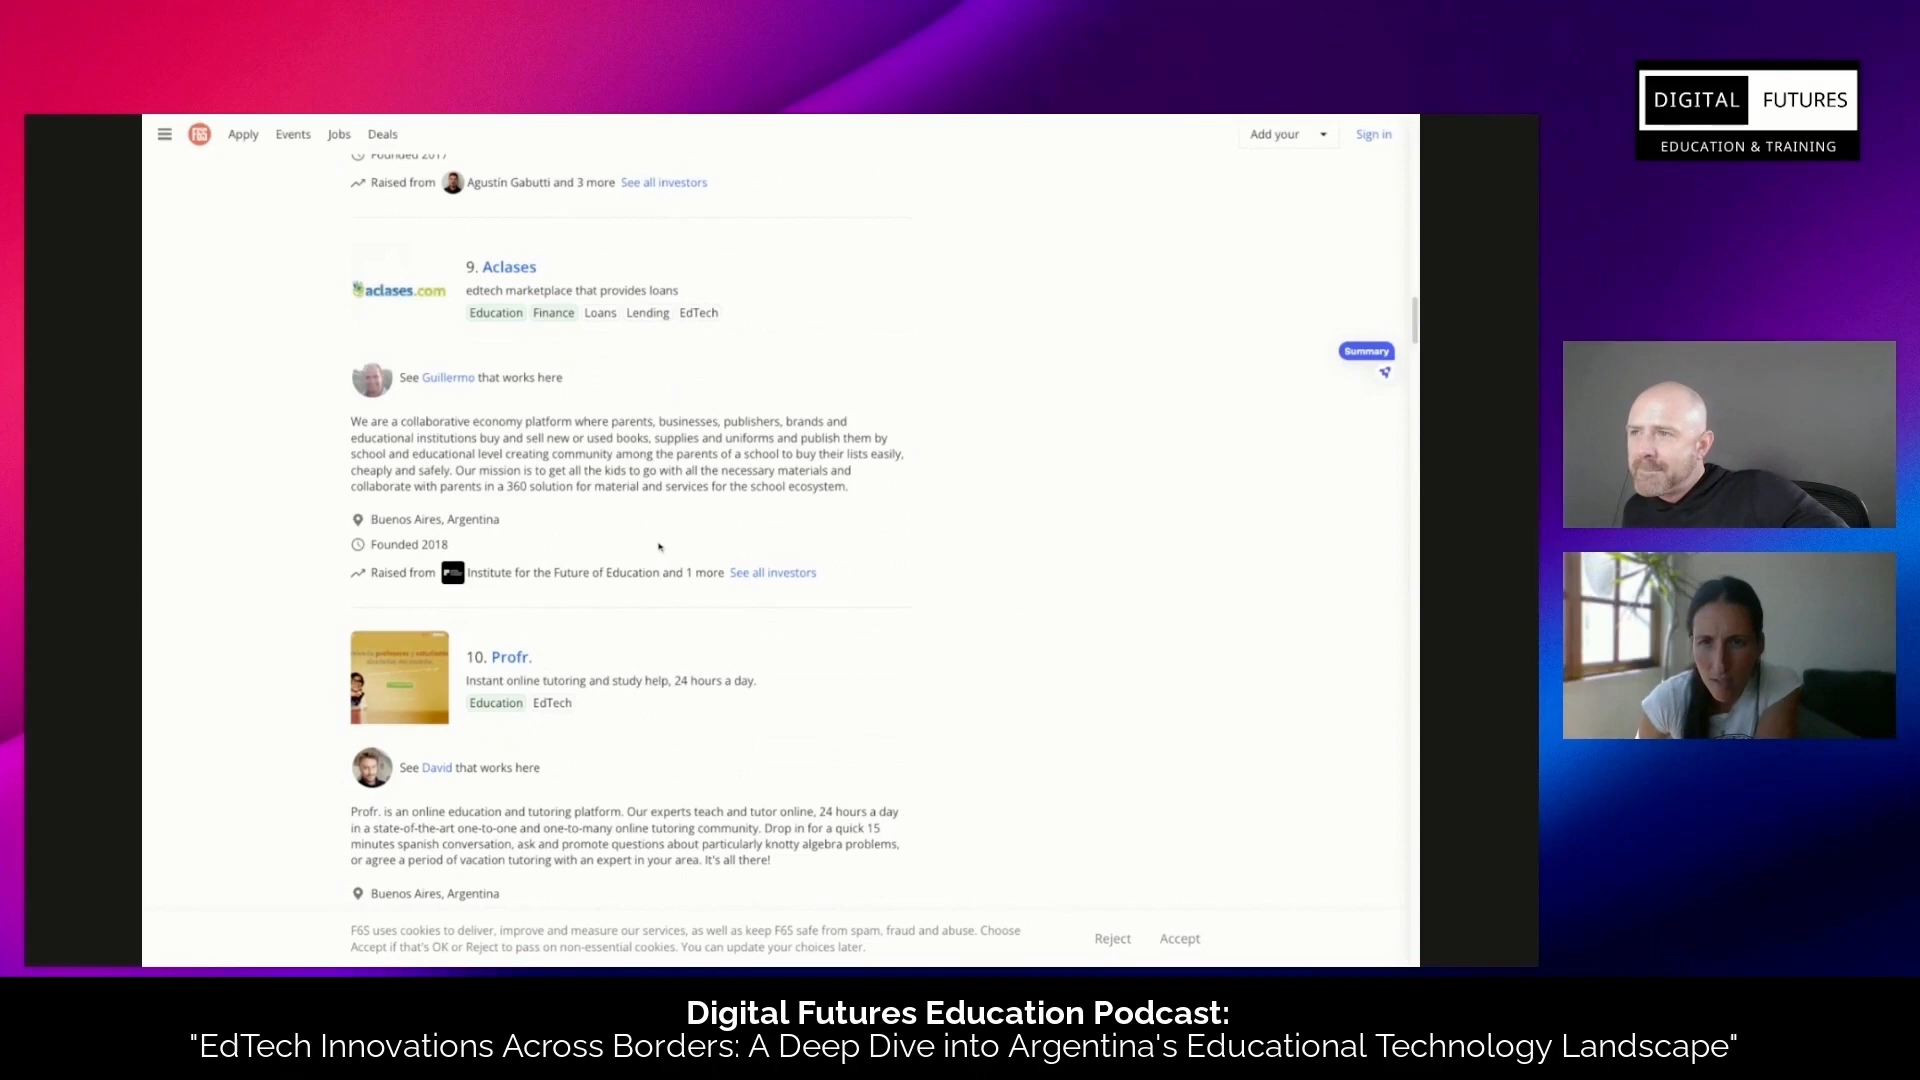 DIGITAL FUTURES
EDUCATION & TRAINING
F6S Apply Events Jobs Deals Add your Sign in
Founded 2017
Raised from Agustín Gabutti and 3 more See all investors
aclases.com
9. Aclases
edtech marketplace that provides loans
Education Finance Loans Lending EdTech
Summary
See Guillermo that works here
We are a collaborative economy platform where parents, businesses, publishers, brands and
educational institutions buy and sell new or used books, supplies and uniforms and publish them by
school and educational level creating community among the parents of a school to buy their lists easily,
cheaply and safely. Our mission is to get all the kids to go with all the necessary materials and
collaborate with parents in a 360 solution for material and services for the school ecosystem.
Buenos Aires, Argentina
Founded 2018
Raised from Institute for the Future of Education and 1 more See all investors
10. Profr.
Instant online tutoring and study help, 24 hours a day.
Education EdTech
See David that works here
Profr. is an online education and tutoring platform. Our experts teach and tutor online, 24 hours a day
in a state-of-the-art one-to-one and one-to-many online tutoring community. Drop in for a quick 15
minutes spanish conversation, ask and promote questions about particularly knotty algebra problems,
or agree a period of vacation tutoring with an expert in your area. It's all there!
Buenos Aires, Argentina
F6S uses cookies to deliver, improve and measure our services, as well as keep F6S safe from spam, fraud and abuse. Choose
Accept if that's OK or Reject to pass on non-essential cookies. You can update your choices later.
Reject Accept
Digital Futures Education Podcast:
"EdTech Innovations Across Borders: A Deep Dive into Argentina's Educational Technology Landscape"